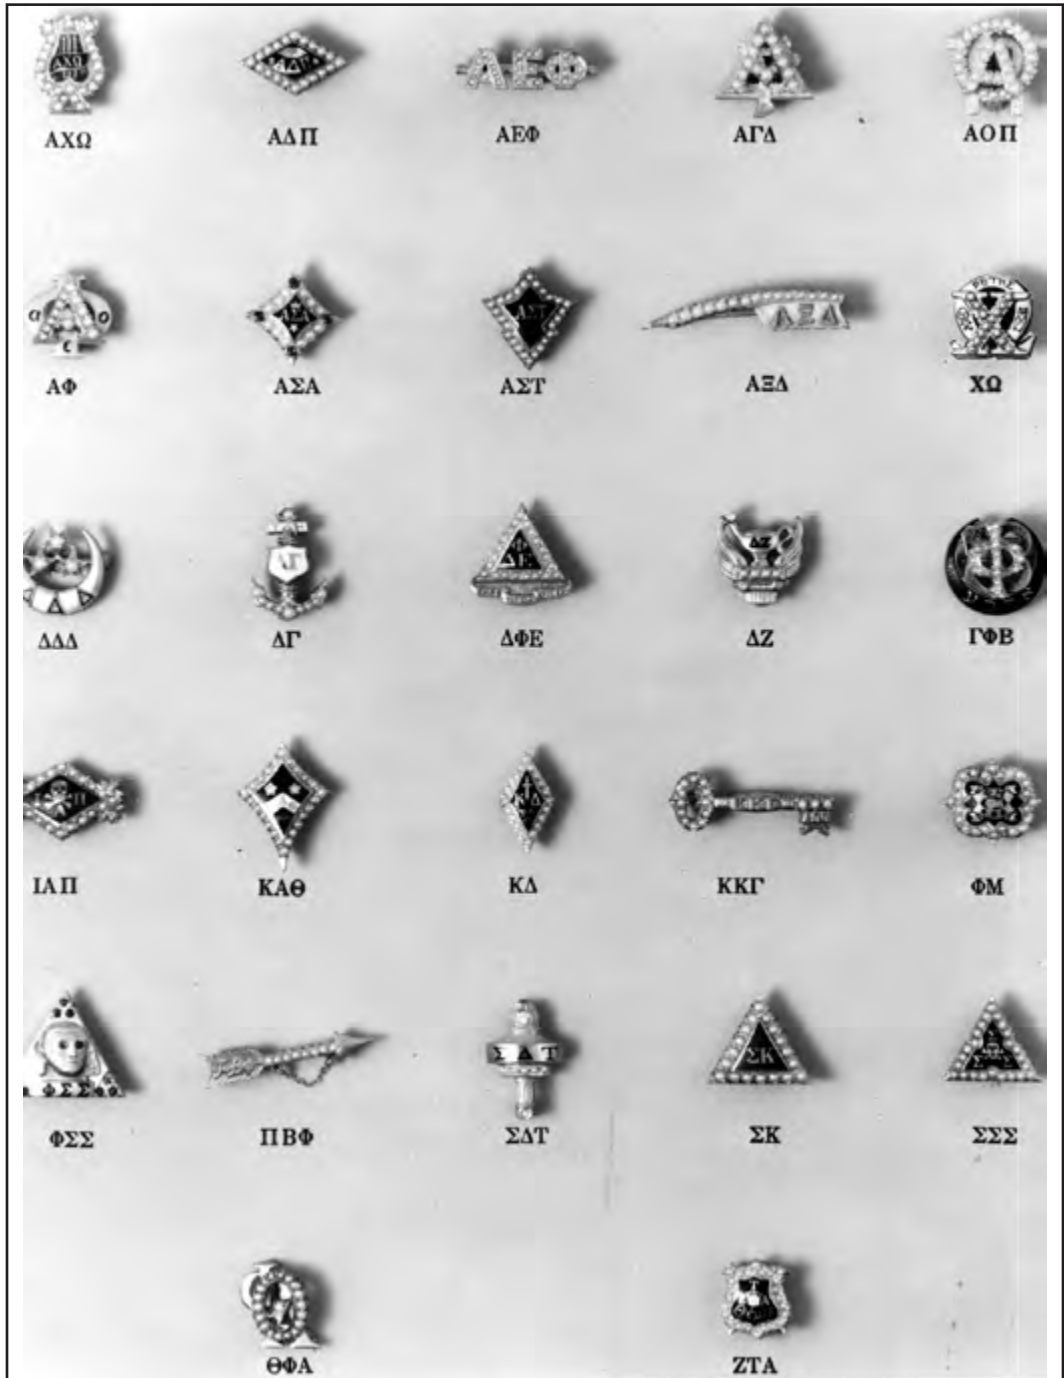 ΑΧΩ ΑΔΠ ΑΕΦ ΑΓΔ ΑΟΠ
ΑΦ ΑΣΑ ΑΣΤ ΑΞΔ ΧΩ
ΔΔΔ ΔΓ ΔΦΕ ΔΖ ΓΦΒ
ΙΑΠ ΚΑΘ ΚΔ ΚΚΓ ΦΜ
ΦΣΣ ΠΒΦ ΣΔΤ ΣΚ ΣΣΣ
ΘΦΑ ΖΤΑ